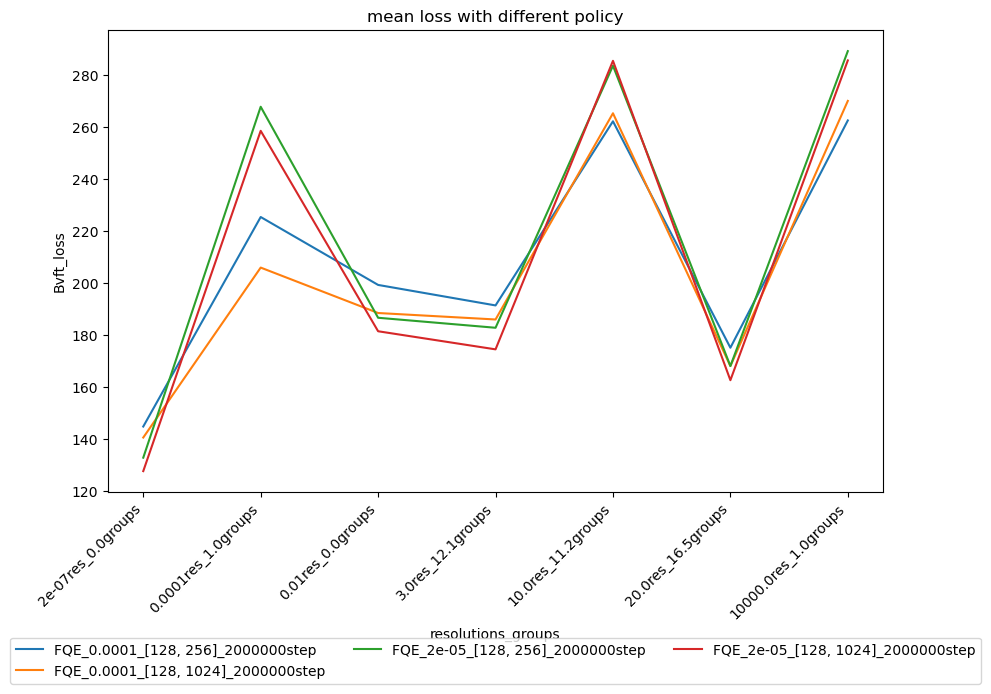 mean loss with different policy
Bvft_loss
280
260
240
220
200
180
160
140
120
2e-07res_0.0groups
0.0001res_1.0groups
0.01res_0.0groups
3.0res_12.1groups
10.0res_11.2groups
20.0res_16.5groups
10000.0res_1.0groups
resolutions_groups
FQE_0.0001_[128, 256]_2000000step
FQE_0.0001_[128, 1024]_2000000step
FQE_2e-05_[128, 256]_2000000step
FQE_2e-05_[128, 1024]_2000000step